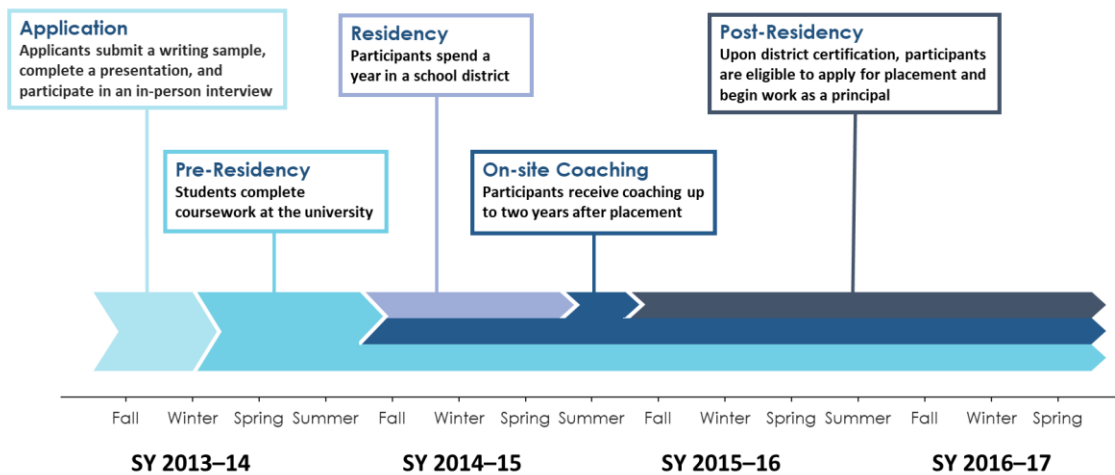 Application
Applicants submit a writing sample,
complete a presentation, and
participate in an in-person interview
Residency
Participants spend a
year in a school district
Post-Residency
Upon district certification, participants
are eligible to apply for placement and
begin work as a principal
Pre-Residency
Students complete
coursework at the university
On-site Coaching
Participants receive coaching up
to two years after placement
Fall Winter Spring Summer Fall Winter Spring Summer Fall Winter Spring Summer Fall Winter Spring
SY 2013–14 SY 2014–15 SY 2015–16 SY 2016–17